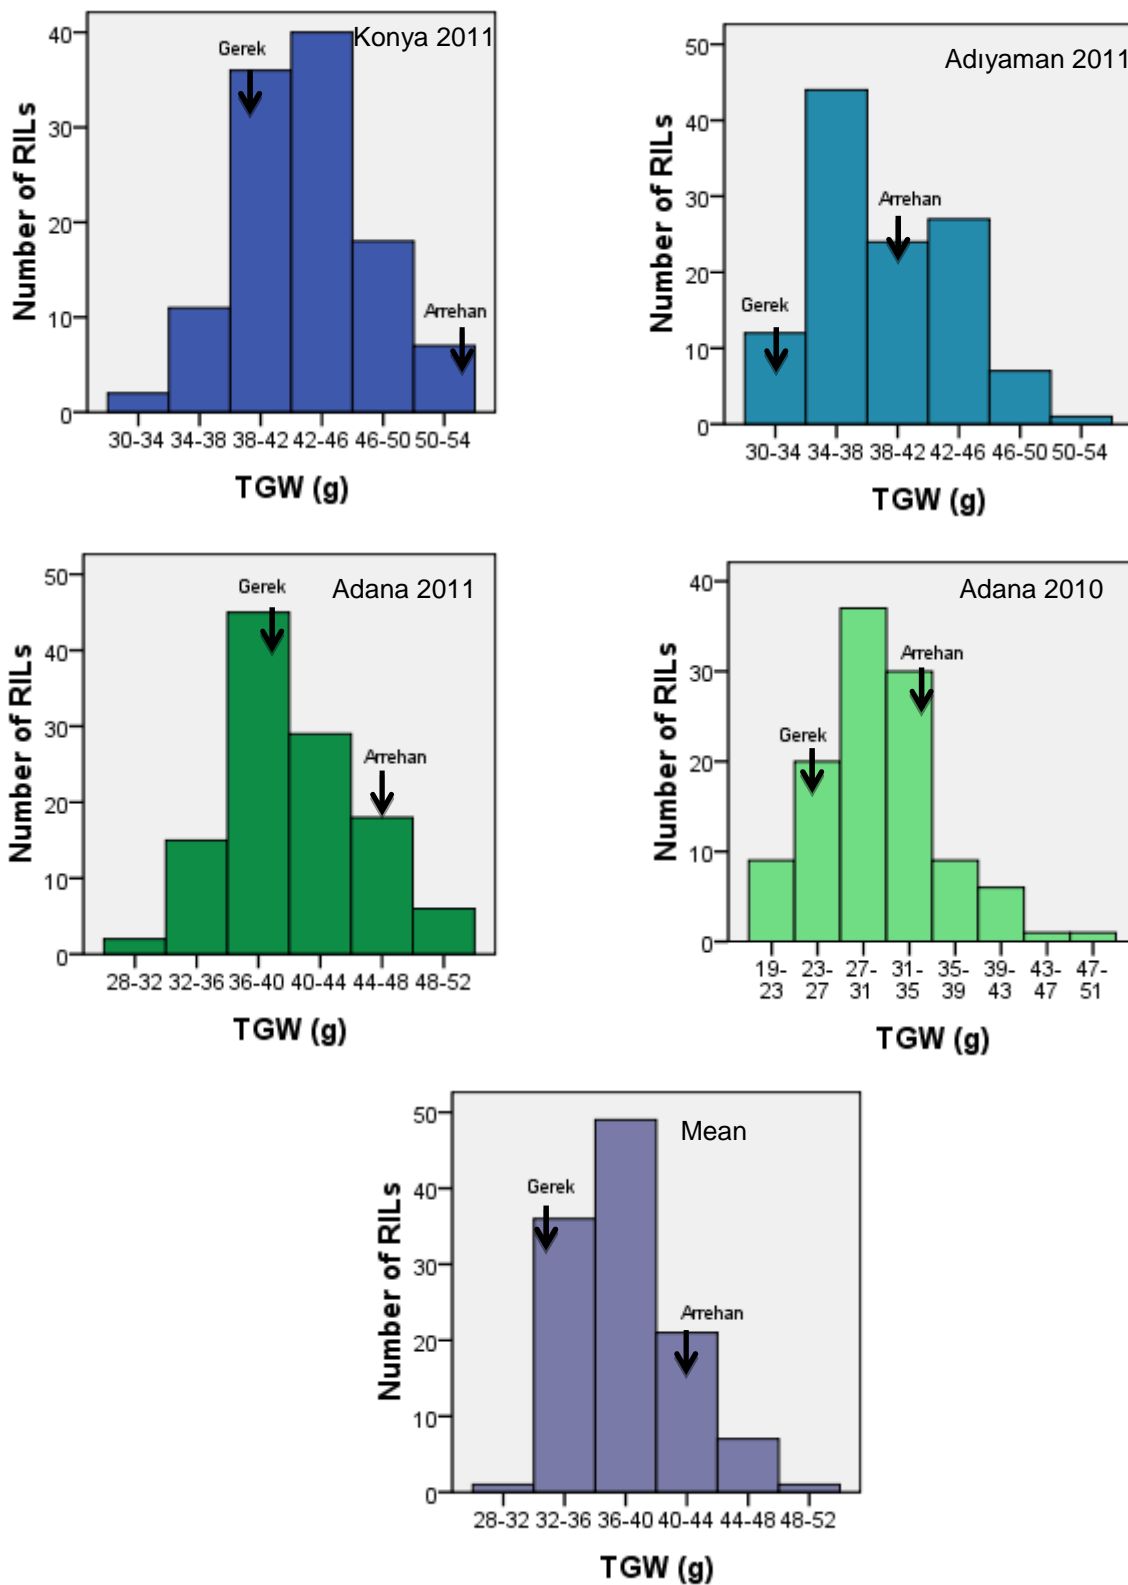 Konya 2011
Number of RILs
40
30
20
10
0
Gerek
Arrehan
30-34 34-38 38-42 42-46 46-50 50-54
TGW (g)
Adıyaman 2011
Number of RILs
50
40
30
20
10
0
Arrehan
Gerek
30-34 34-38 38-42 42-46 46-50 50-54
TGW (g)
Adana 2011
Number of RILs
50
40
30
20
10
0
Gerek
Arrehan
28-32 32-36 36-40 40-44 44-48 48-52
TGW (g)
Adana 2010
Number of RILs
40
30
20
10
0
Arrehan
Gerek
19- 23- 27- 31- 35- 39- 43- 47-
23 27 31 35 39 43 47 51
TGW (g)
Mean
Number of RILs
50
40
30
20
10
0
Gerek
Arrehan
28-32 32-36 36-40 40-44 44-48 48-52
TGW (g)